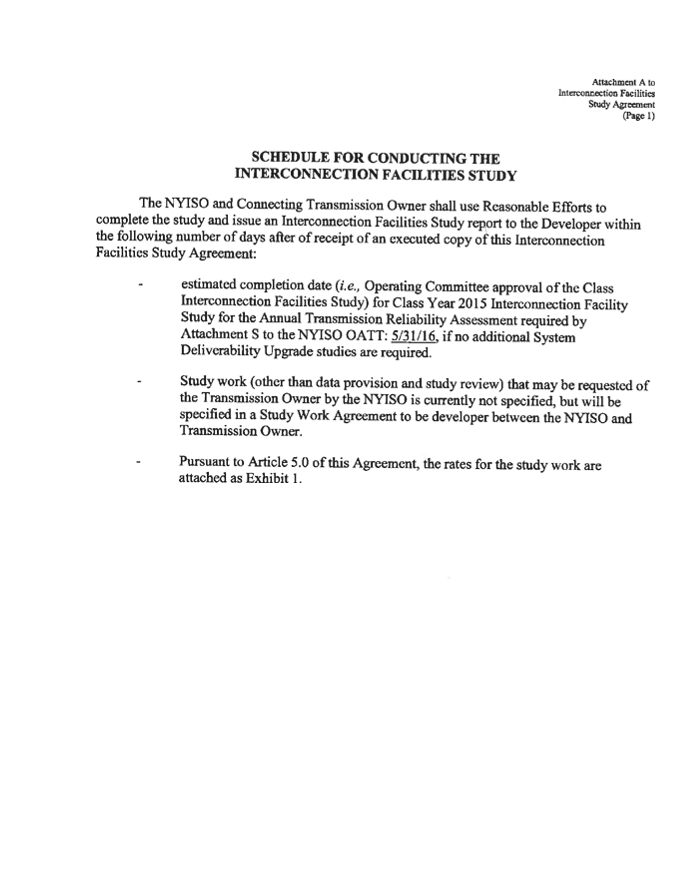 Attachment A to
Interconnection Facilities
Study Agreement
(Page 1)
SCHEDULE FOR CONDUCTING THE
INTERCONNECTION FACILITIES STUDY
The NYISO and Connecting Transmission Owner shall use Reasonable Efforts to
complete the study and issue an Interconnection Facilities Study report to the Developer within
the following number of days after of receipt of an executed copy of this Interconnection
Facilities Study Agreement:
- estimated completion date (i.e., Operating Committee approval of the Class
Interconnection Facilities Study) for Class Year 2015 Interconnection Facility
Study for the Annual Transmission Reliability Assessment required by
Attachment S to the NYISO OATT: 5/31/16, if no additional System
Deliverability Upgrade studies are required.
- Study work (other than data provision and study review) that may be requested of
the Transmission Owner by the NYISO is currently not specified, but will be
specified in a Study Work Agreement to be developer between the NYISO and
Transmission Owner.
- Pursuant to Article 5.0 of this Agreement, the rates for the study work are
attached as Exhibit 1.